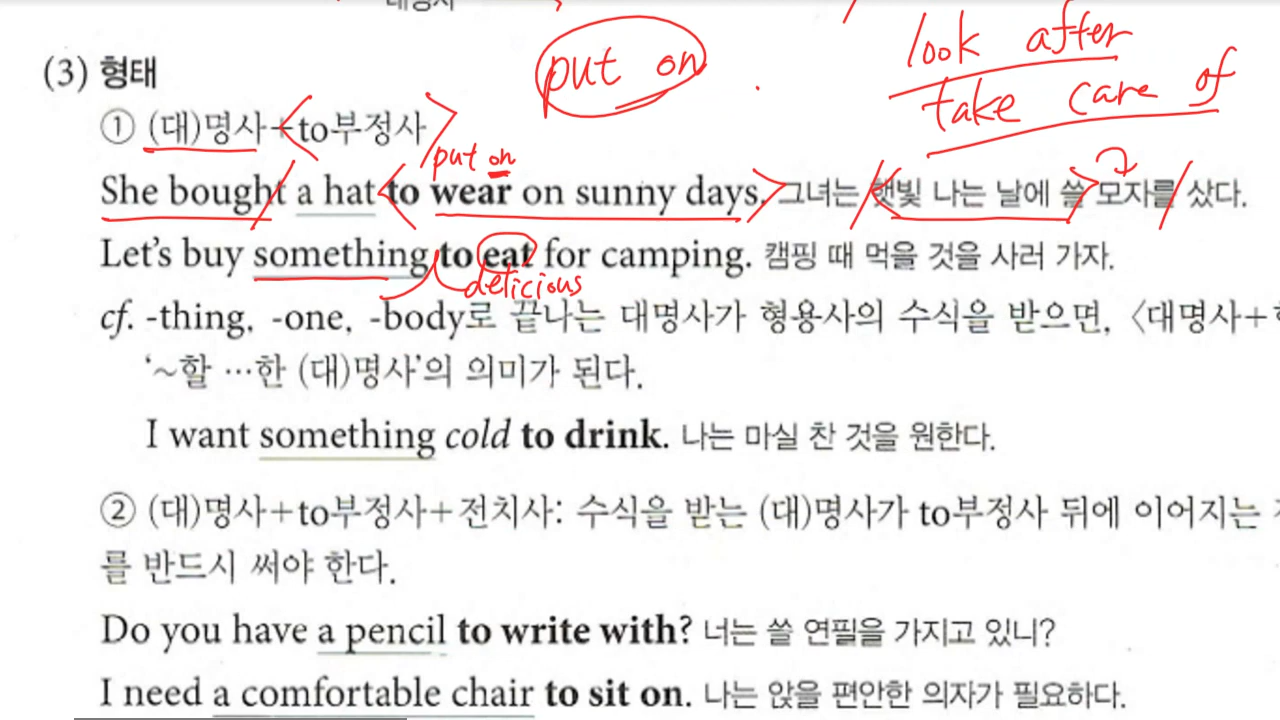 put on
look after
take care of
(3) 형태
① (대)명사+to부정사
put on
She bought a hat to wear on sunny days. 그녀는 햇빛 나는 날에 쓸 모자를 샀다.
Let's buy something to eat for camping. 캠핑 때 먹을 것을 사러 가자.
delicious
cf. -thing, -one, -body로 끝나는 대명사가 형용사의 수식을 받으면, 〈대명사+
‘~할 …한 (대)명사’의 의미가 된다.
I want something cold to drink. 나는 마실 찬 것을 원한다.
② (대)명사+to부정사+전치사: 수식을 받는 (대)명사가 to부정사 뒤에 이어지는
를 반드시 써야 한다.
Do you have a pencil to write with? 너는 쓸 연필을 가지고 있니?
I need a comfortable chair to sit on. 나는 앉을 편안한 의자가 필요하다.